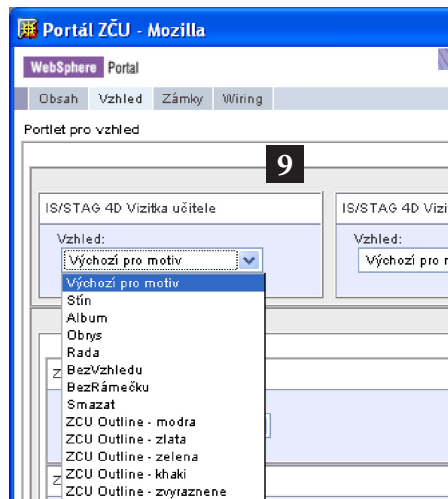 Portál ZČU - Mozilla
WebSphere Portal
Obsah Vzhled Zámky Wiring
Portlet pro vzhled
9
IS/STAG 4D Vizitka učitele
Vzhled:
Výchozí pro motiv
IS/STAG 4D
Vzhled:
Výchozí pro
Výchozí pro motiv
Stín
Album
Obrys
Rada
BezVzhledu
BezRámečku
Smazat
ZCU Outline - modra
ZCU Outline - zlata
ZCU Outline - zelena
ZCU Outline - khaki
ZCU Outline - zvyraznene